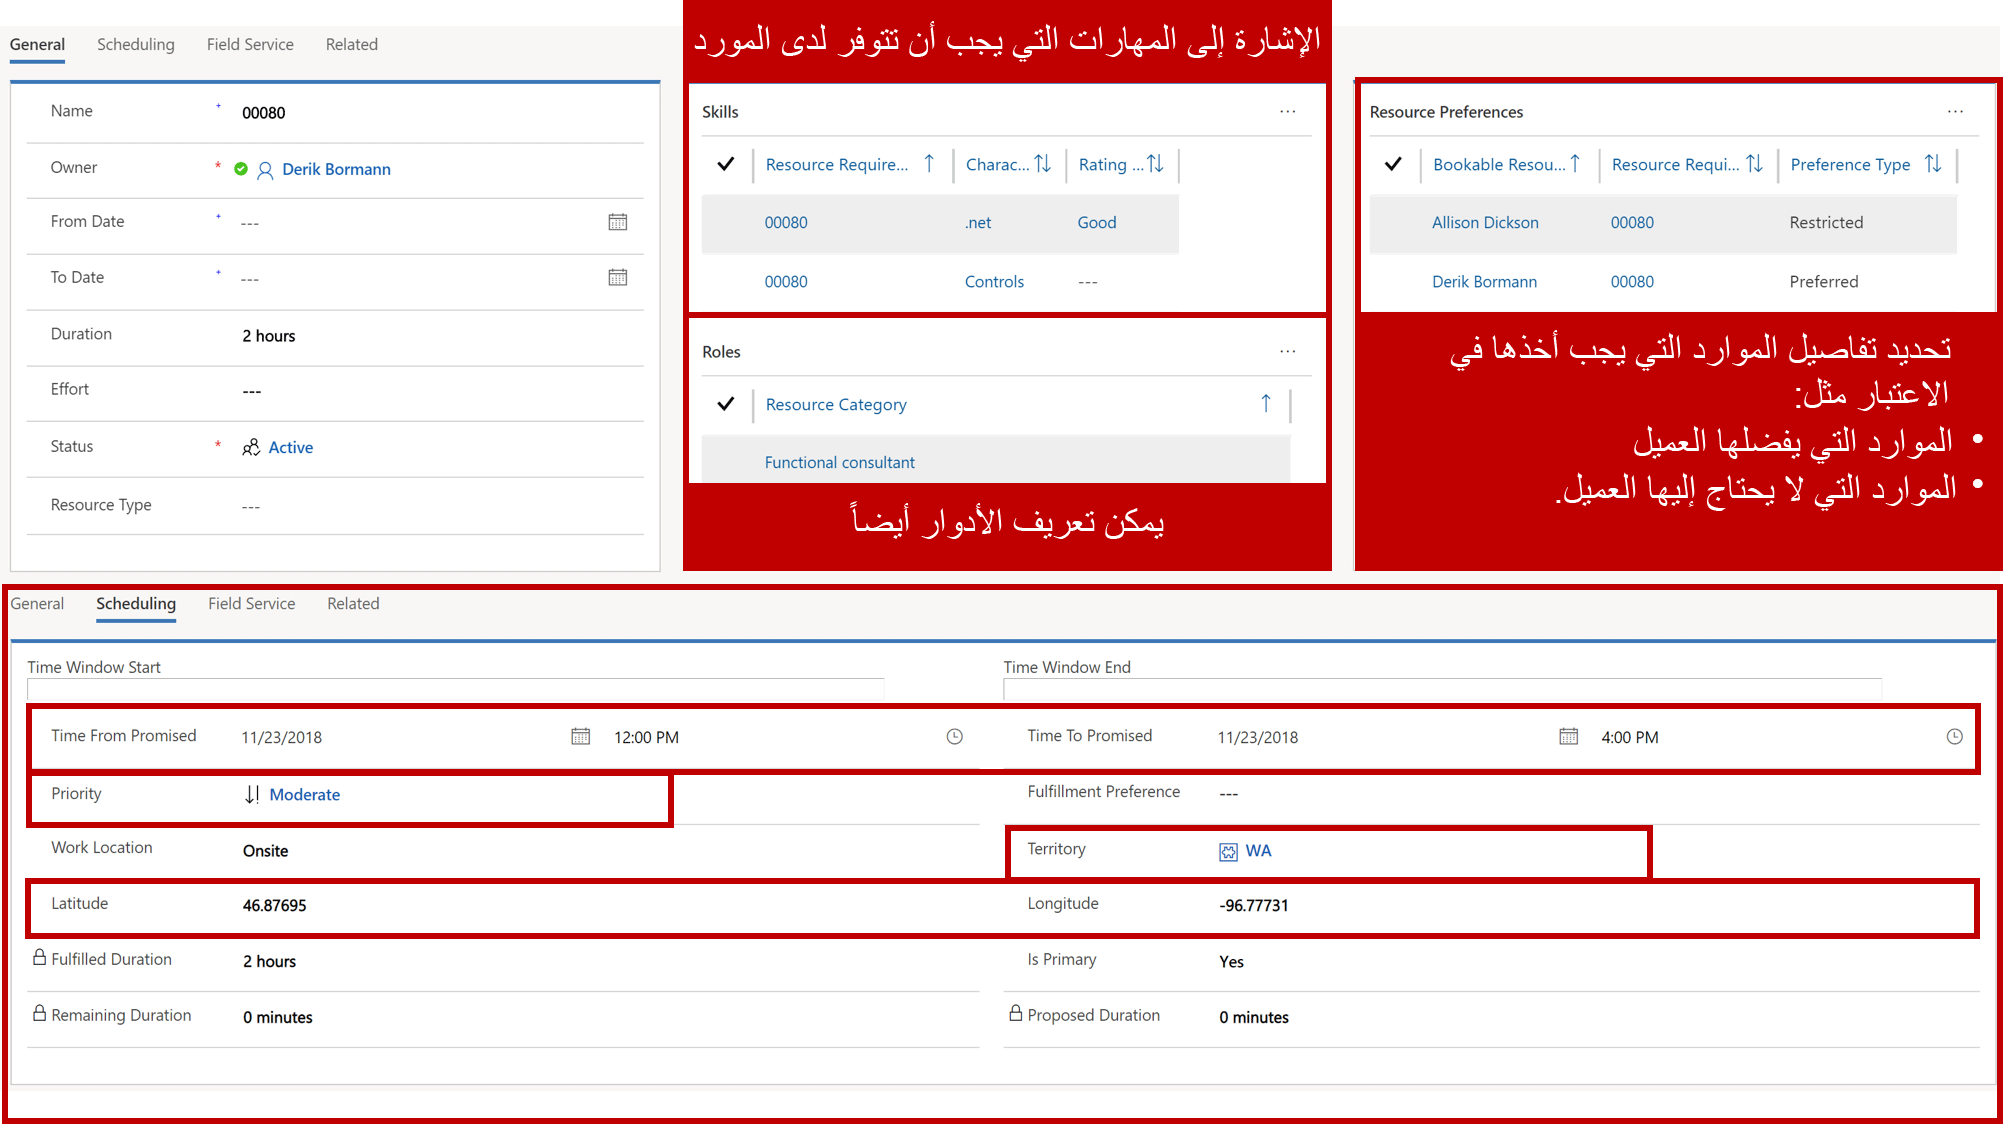 General Scheduling Field Service Related
Name + 00080
Owner * Derik Bormann
From Date + ---
To Date + ---
Duration 2 hours
Effort ---
Status * Active
Resource Type ---
الإشارة إلى المهارات التي يجب أن تتوفر لدى المورد
Skills ...
Resource Require... Charac... Rating ...
00080 .net Good
00080 Controls ---
Roles ...
Resource Category
Functional consultant
يمكن تعريف الأدوار أيضاً
Resource Preferences ...
Bookable Resou... Resource Requi... Preference Type
Allison Dickson 00080 Restricted
Derik Bormann 00080 Preferred
تحديد تفاصيل الموارد التي يجب أخذها في
الاعتبار مثل:
• الموارد التي يفضلها العميل
• الموارد التي لا يحتاج إليها العميل.
General Scheduling Field Service Related
Time Window Start Time Window End
Time From Promised 11/23/2018 12:00 PM Time To Promised 11/23/2018 4:00 PM
Priority Moderate Fulfillment Preference ---
Work Location Onsite Territory WA
Latitude 46.87695 Longitude -96.77731
Fulfilled Duration 2 hours Is Primary Yes
Remaining Duration 0 minutes Proposed Duration 0 minutes